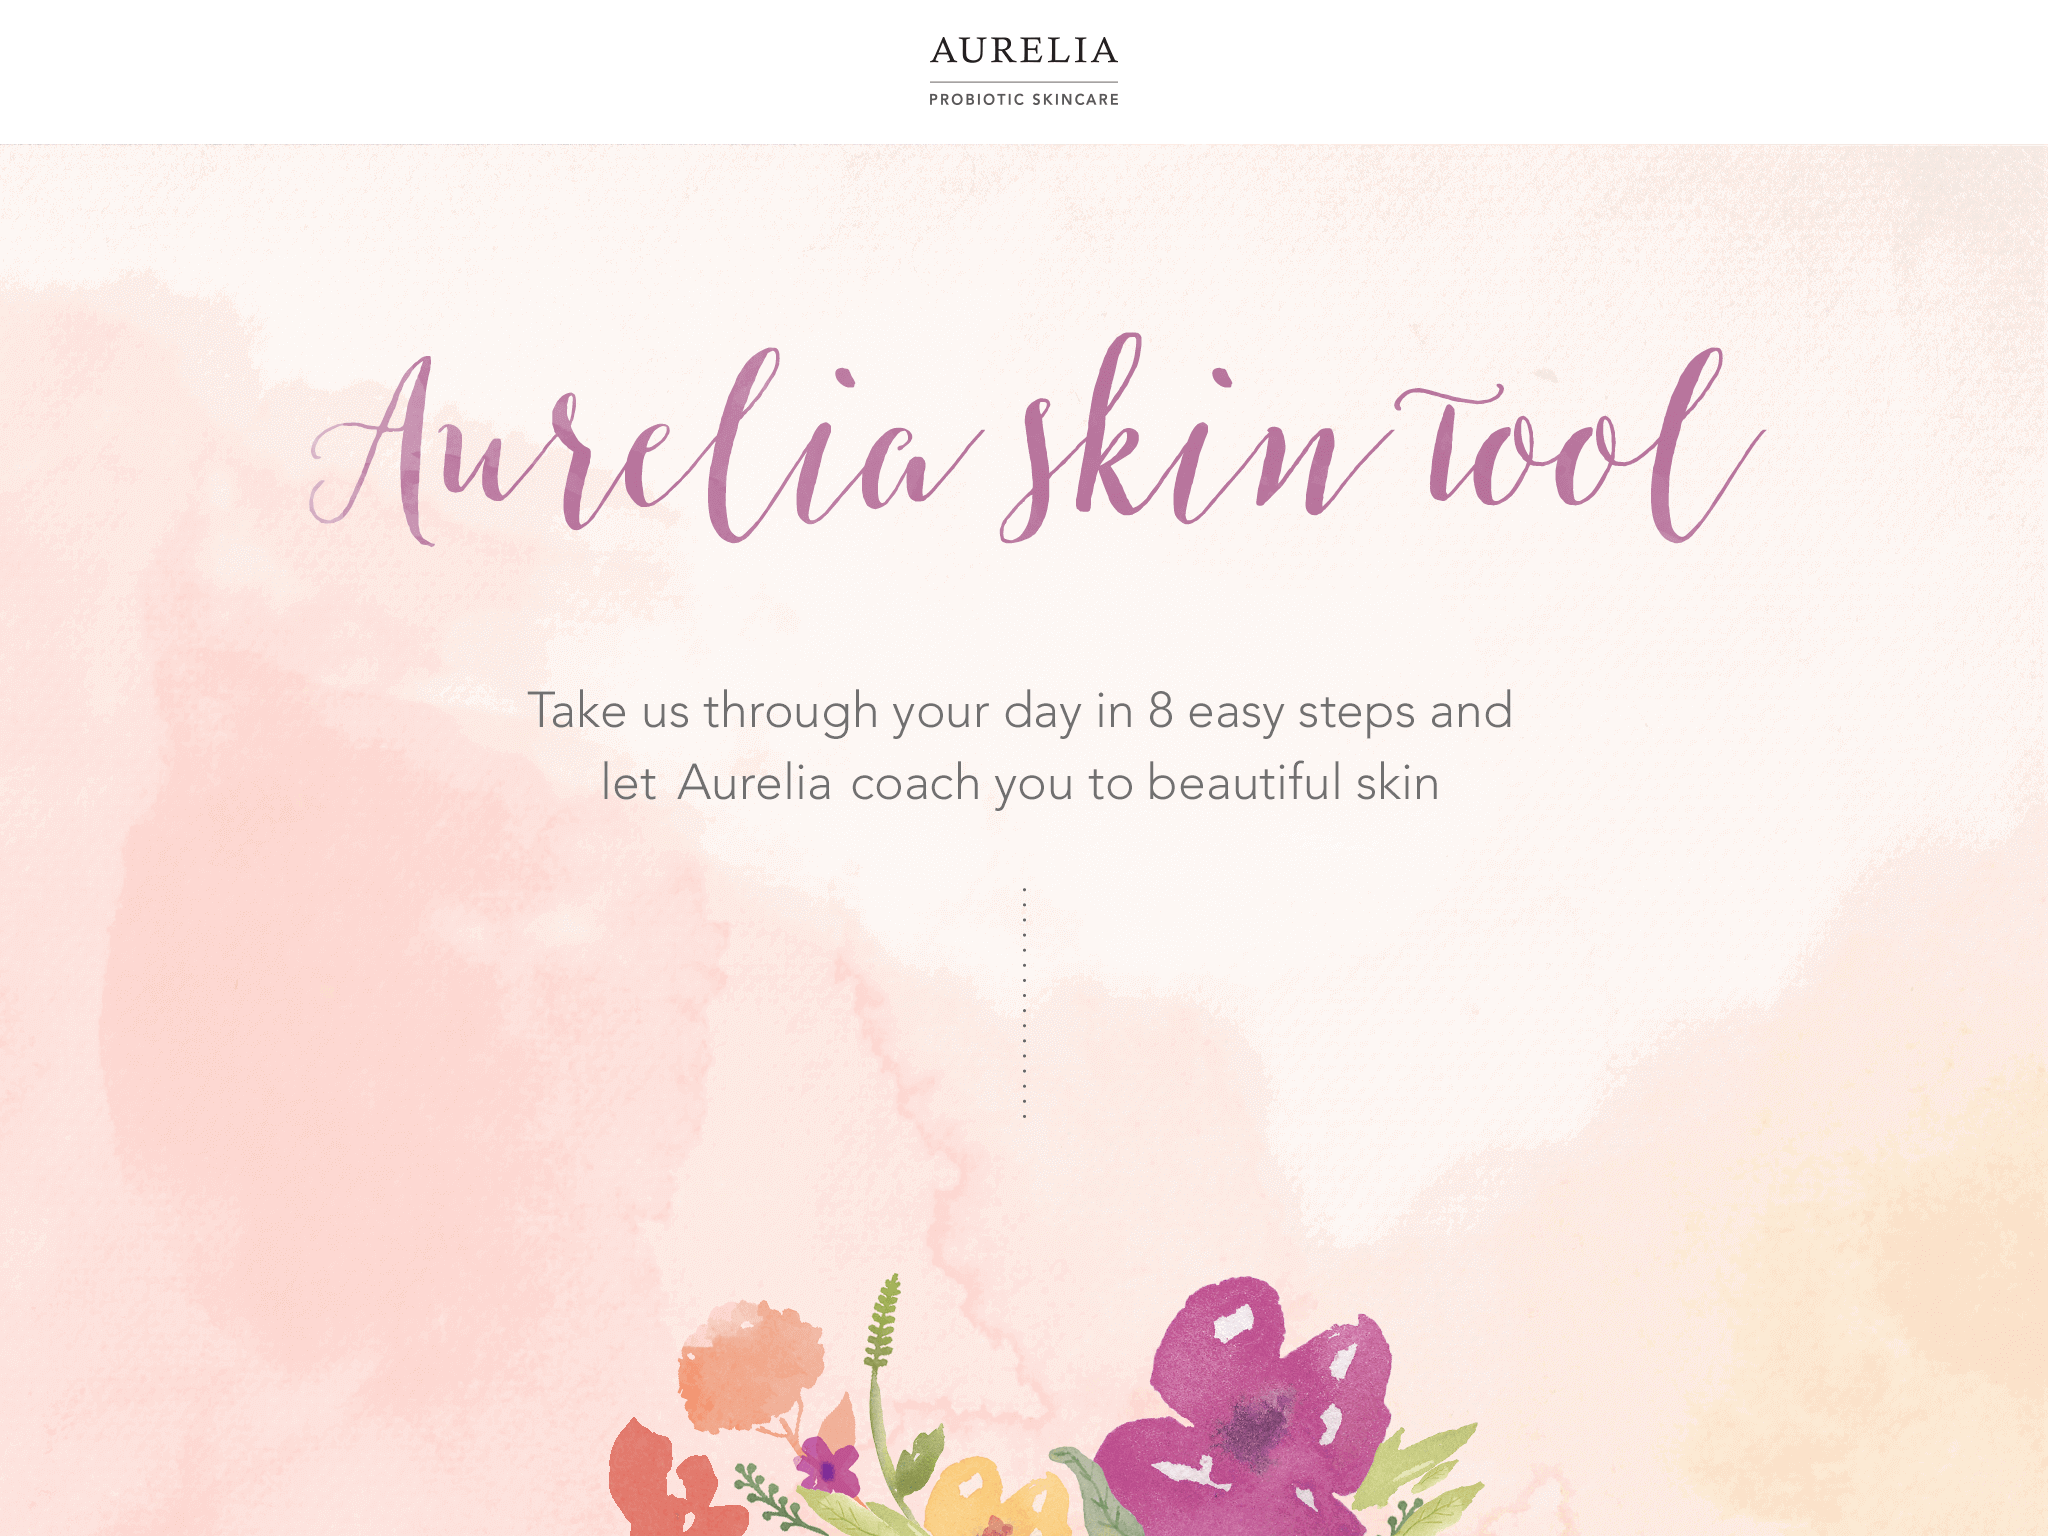 AURELIA
PROBIOTIC SKINCARE
Aurelia skin Tool
Take us through your day in 8 easy steps and
let Aurelia coach you to beautiful skin